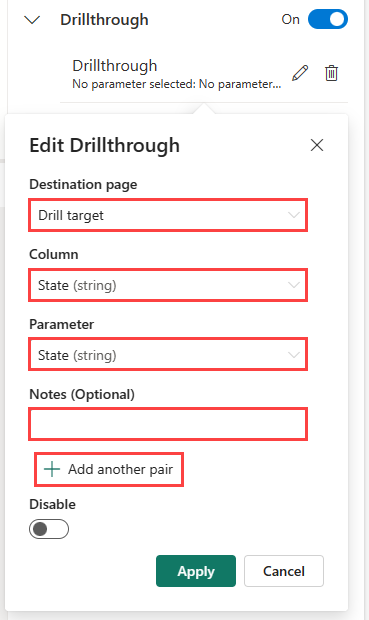 Drillthrough
On
Drillthrough
No parameter selected: No parameter...
Edit Drillthrough
Destination page
Drill target
Column
State (string)
Parameter
State (string)
Notes (Optional)
Add another pair
Disable
Apply
Cancel